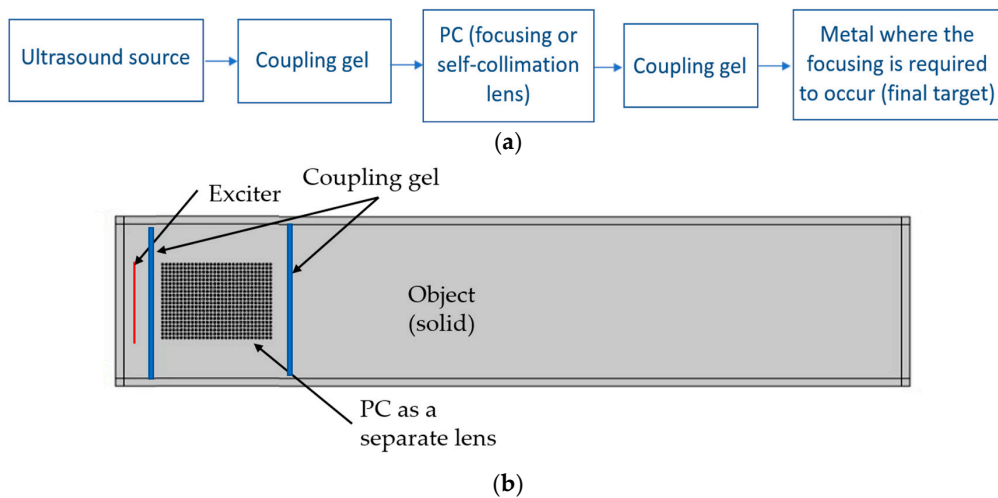 Ultrasound source
Coupling gel
PC (focusing or
self-collimation
lens)
Coupling gel
Metal where the
focusing is required
to occur (final
target)
(a)
Coupling gel
Exciter
Object
(solid)
PC as a
separate lens
(b)